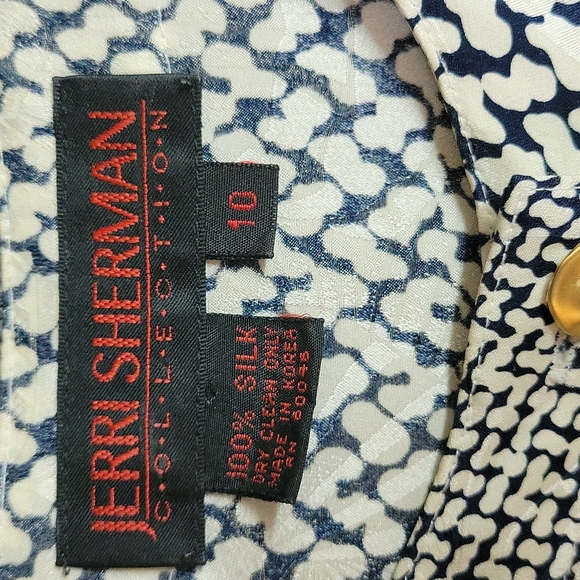 JERRI SHERMAN
C•O•L•L•E•C•T•I•O•N
10
100% SILK
DRY CLEAN ONLY
MADE IN KOREA
RN 60046